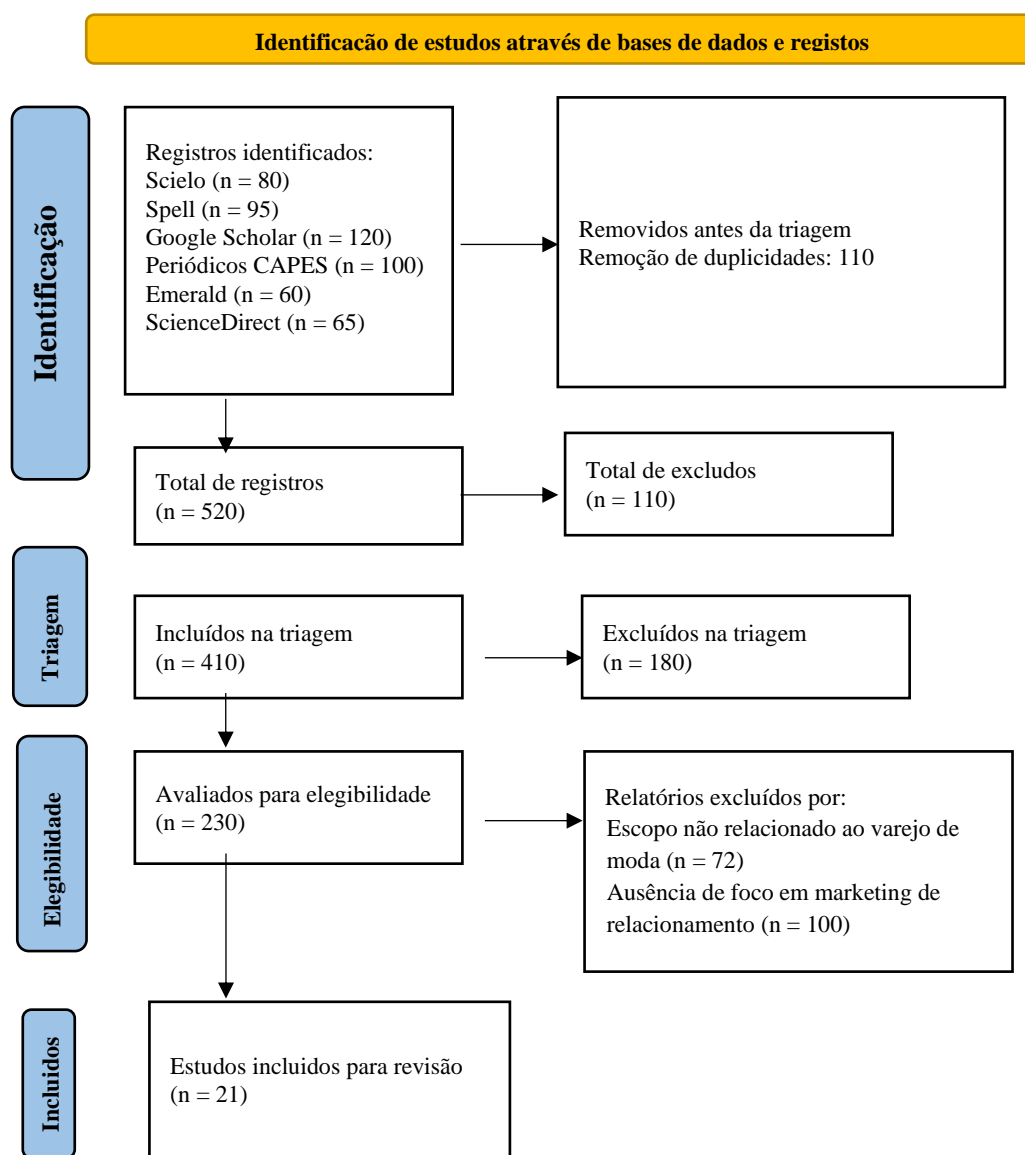 Identificacão de estudos através de bases de dados e registos
Identificação
Registros identificados:
Scielo (n = 80)
Spell (n = 95)
Google Scholar (n = 120)
Periódicos CAPES (n = 100)
Emerald (n = 60)
ScienceDirect (n = 65)
Removidos antes da triagem
Remoção de duplicidades: 110
Total de registros
(n = 520)
Total de excludos
(n = 110)
Triagem
Incluídos na triagem
(n = 410)
Excluídos na triagem
(n = 180)
Elegibilidade
Avaliados para elegibilidade
(n = 230)
Relatórios excluídos por:
Escopo não relacionado ao varejo de
moda (n = 72)
Ausência de foco em marketing de
relacionamento (n = 100)
Incluidos
Estudos incluidos para revisão
(n = 21)